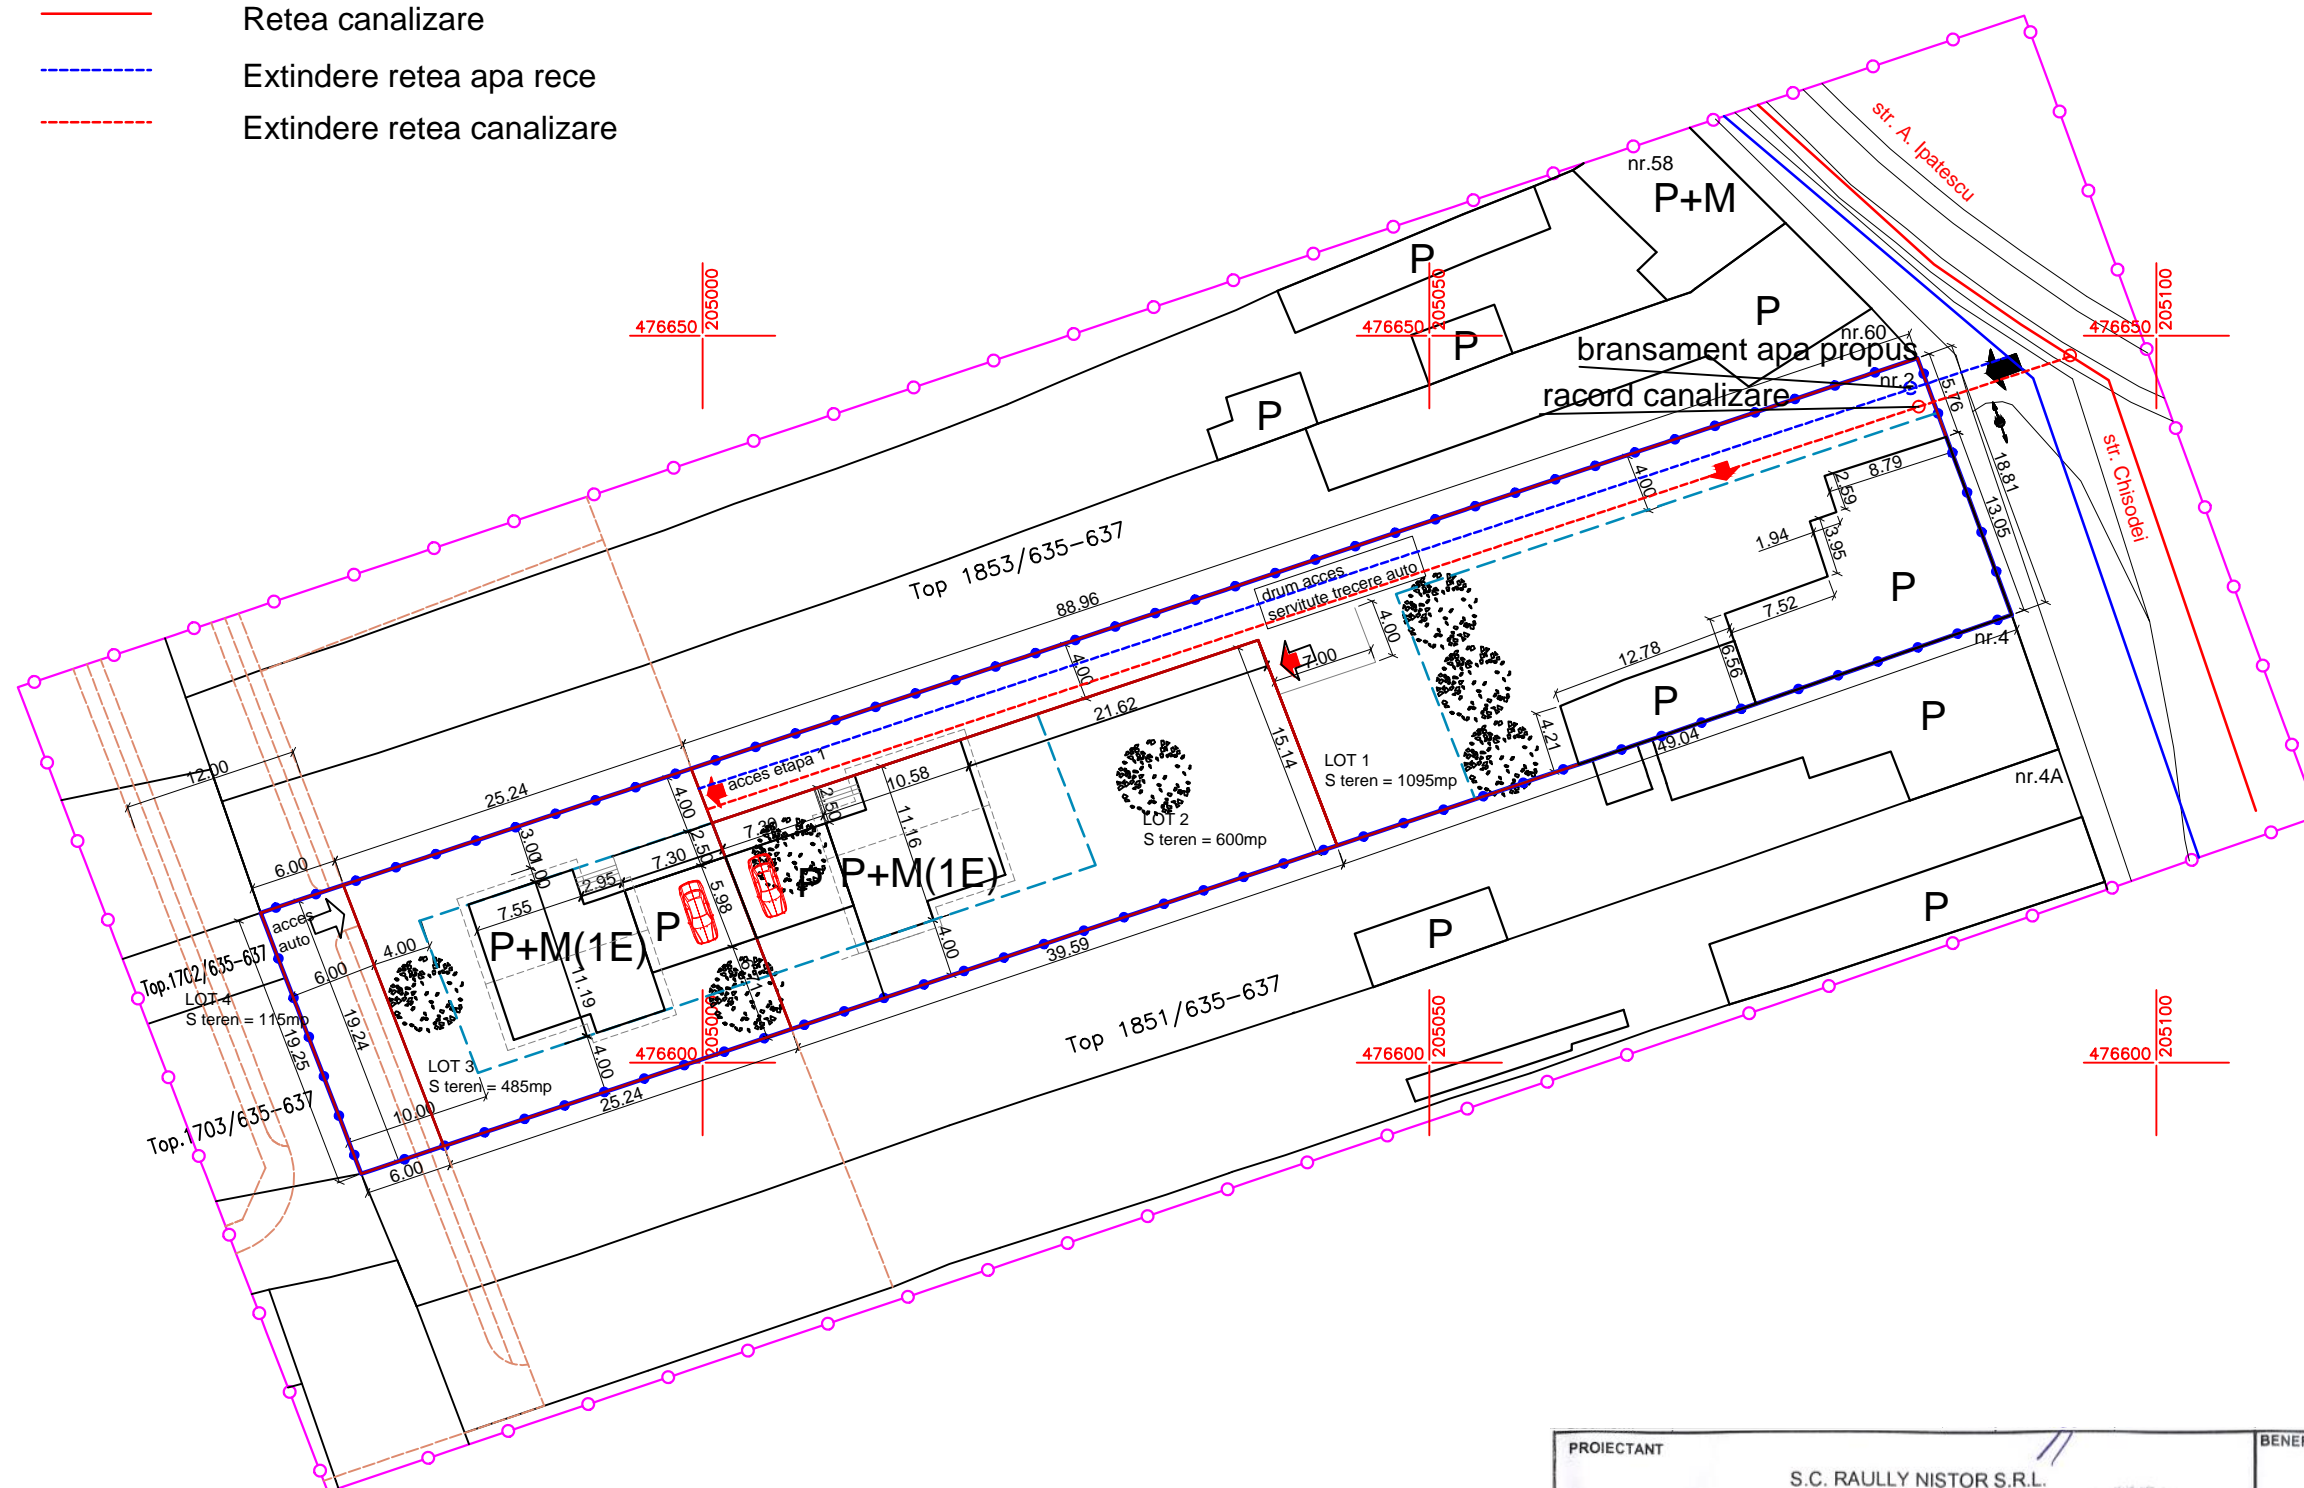 Retea canalizare
Extindere retea apa rece
Extindere retea canalizare
str. A. Ipatescu
nr.58
P+M
P
P
P
P
476650
205000
476650
205050
476650
205100
nr.60
bransament apa propus
nr.2
racord canalizare
5.76
18.81
13.05
str. Chisodei
8.79
2.59
1.94
3.95
7.52
P
4.00
Top 1853/635-637
88.96
drum acces
servitute trecere auto
4.00
7.00
4.00
12.78
6.56
P
4.21
49.04
nr.4
P
nr.4A
21.62
15.14
LOT 1
S teren = 1095mp
LOT 2
S teren = 600mp
12.00
25.24
acces etapa 1
4.00
2.50
7.30
2.50
10.58
11.16
P+M(1E)
P
3.00
4.00
7.30
2.95
7.55
5.98
P
P+M(1E)
6.00
acces
auto
4.00
6.00
Top.1702/635-637
LOT 4
S teren = 115mp
19.24
19.25
11.19
4.00
39.59
4.00
LOT 3
S teren = 485mp
10.00
25.24
6.00
Top.1703/635-637
Top 1851/635-637
P
P
476600
205000
476600
205050
476600
205100
PROIECTANT
S.C. RAULLY NISTOR S.R.L.